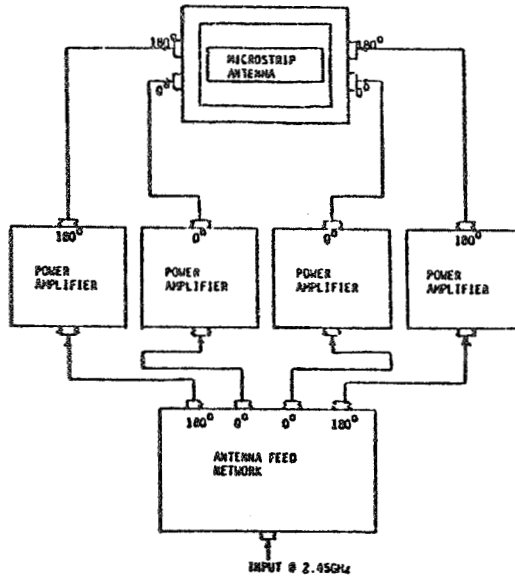 180° 180°
MICROSTRIP
ANTENNA
0° 0°
180° 0° 0° 180°
POWER
AMPLIFIER
POWER
AMPLIFIER
POWER
AMPLIFIER
POWER
AMPLIFIER
180° 0° 0° 180°
ANTENNA FEED
NETWORK
INPUT @ 2.45GHz